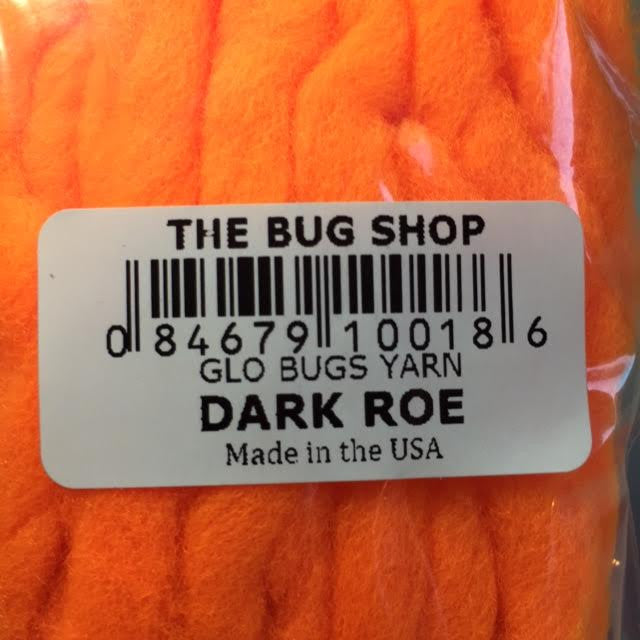 THE BUG SHOP
0 84679 10018 6
GLO BUGS YARN
DARK ROE
Made in the USA